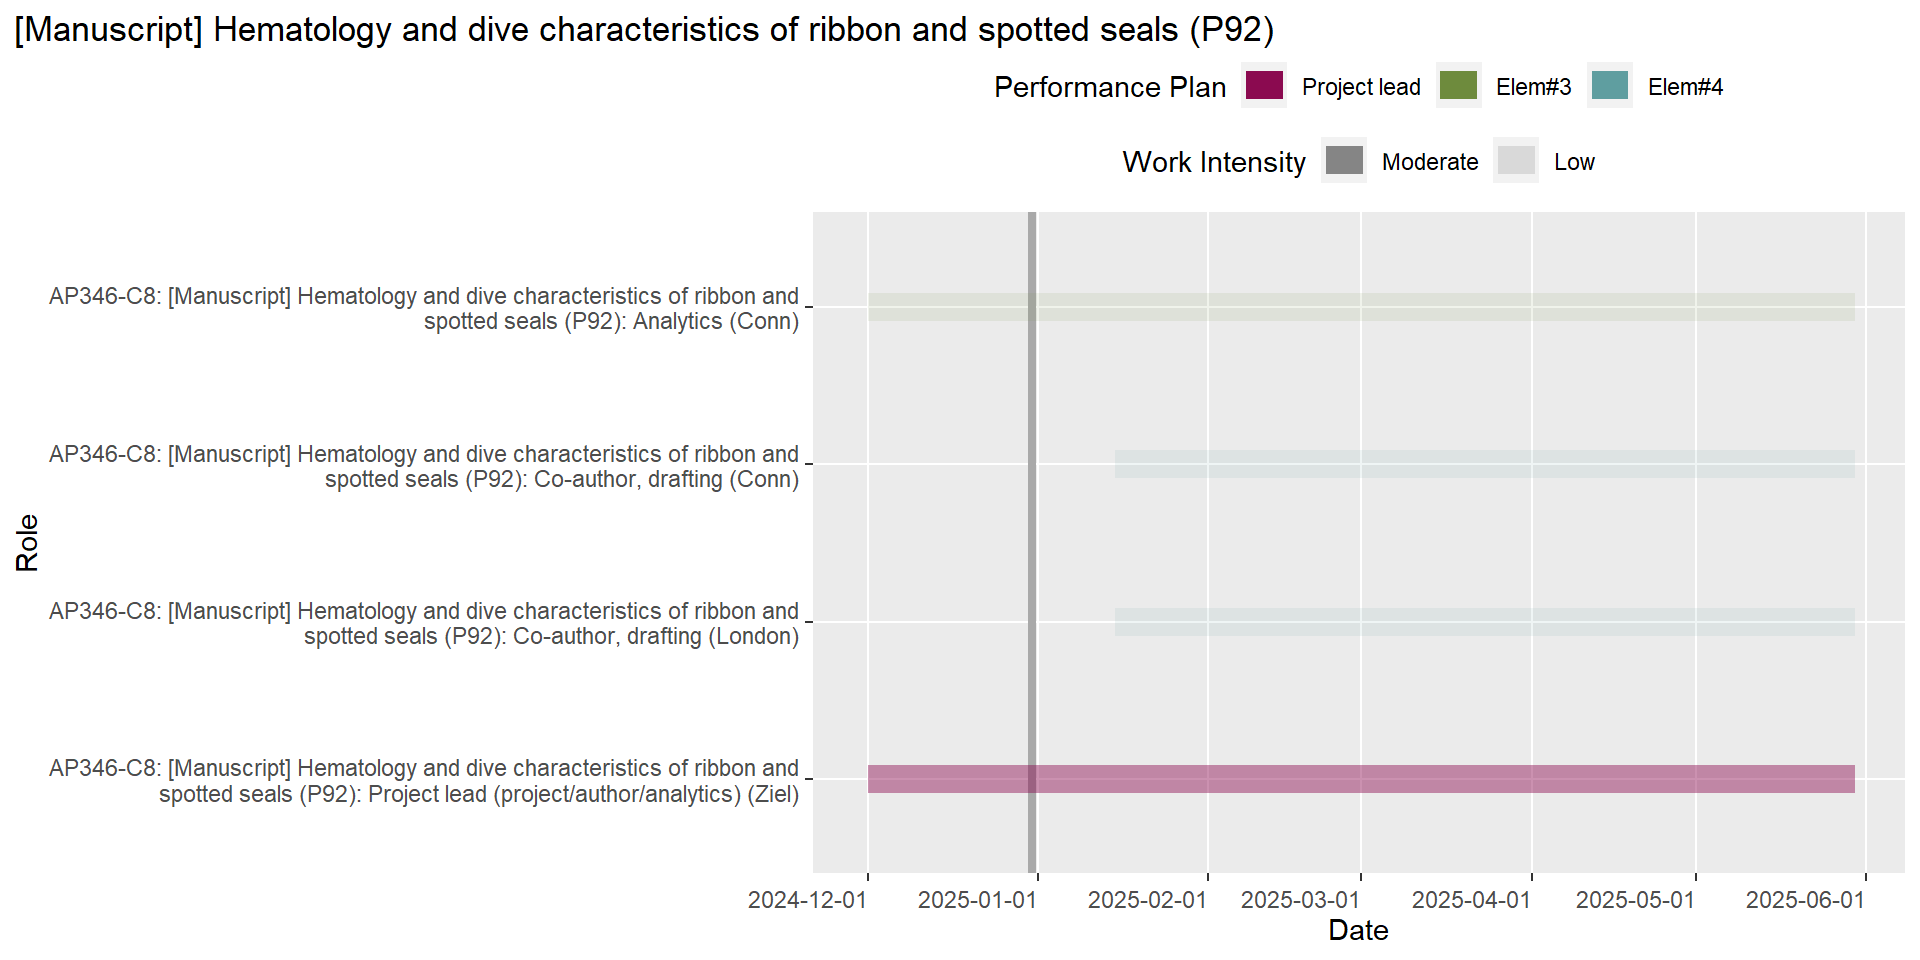 [Manuscript] Hematology and dive characteristics of ribbon and spotted seals (P92)
Performance Plan Project lead Elem#3 Elem#4
Work Intensity Moderate Low
AP346-C8: [Manuscript] Hematology and dive characteristics of ribbon and
spotted seals (P92): Analytics (Conn)
AP346-C8: [Manuscript] Hematology and dive characteristics of ribbon and
spotted seals (P92): Co-author, drafting (Conn)
Role
AP346-C8: [Manuscript] Hematology and dive characteristics of ribbon and
spotted seals (P92): Co-author, drafting (London)
AP346-C8: [Manuscript] Hematology and dive characteristics of ribbon and
spotted seals (P92): Project lead (project/author/analytics) (Ziel)
2024-12-01 2025-01-01 2025-02-01 2025-03-01 2025-04-01 2025-05-01 2025-06-01
Date